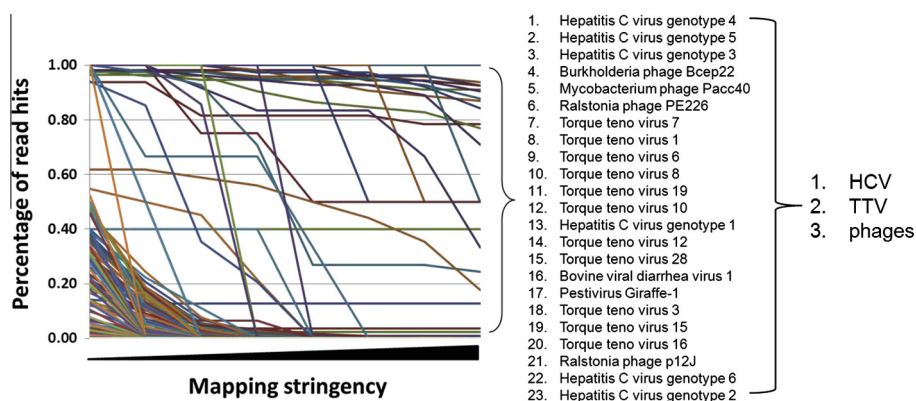 Percentage of read hits
1.00
0.80
0.60
0.40
0.20
0.00
Mapping stringency
1. Hepatitis C virus genotype 4
2. Hepatitis C virus genotype 5
3. Hepatitis C virus genotype 3
4. Burkholderia phage Bcep22
5. Mycobacterium phage Pacc40
6. Ralstonia phage PE226
7. Torque teno virus 7
8. Torque teno virus 1
9. Torque teno virus 6
10. Torque teno virus 8
11. Torque teno virus 19
12. Torque teno virus 10
13. Hepatitis C virus genotype 1
14. Torque teno virus 12
15. Torque teno virus 28
16. Bovine viral diarrhea virus 1
17. Pestivirus Giraffe-1
18. Torque teno virus 3
19. Torque teno virus 15
20. Torque teno virus 16
21. Ralstonia phage p12J
22. Hepatitis C virus genotype 6
23. Hepatitis C virus genotype 2
1. HCV
2. TTV
3. phages